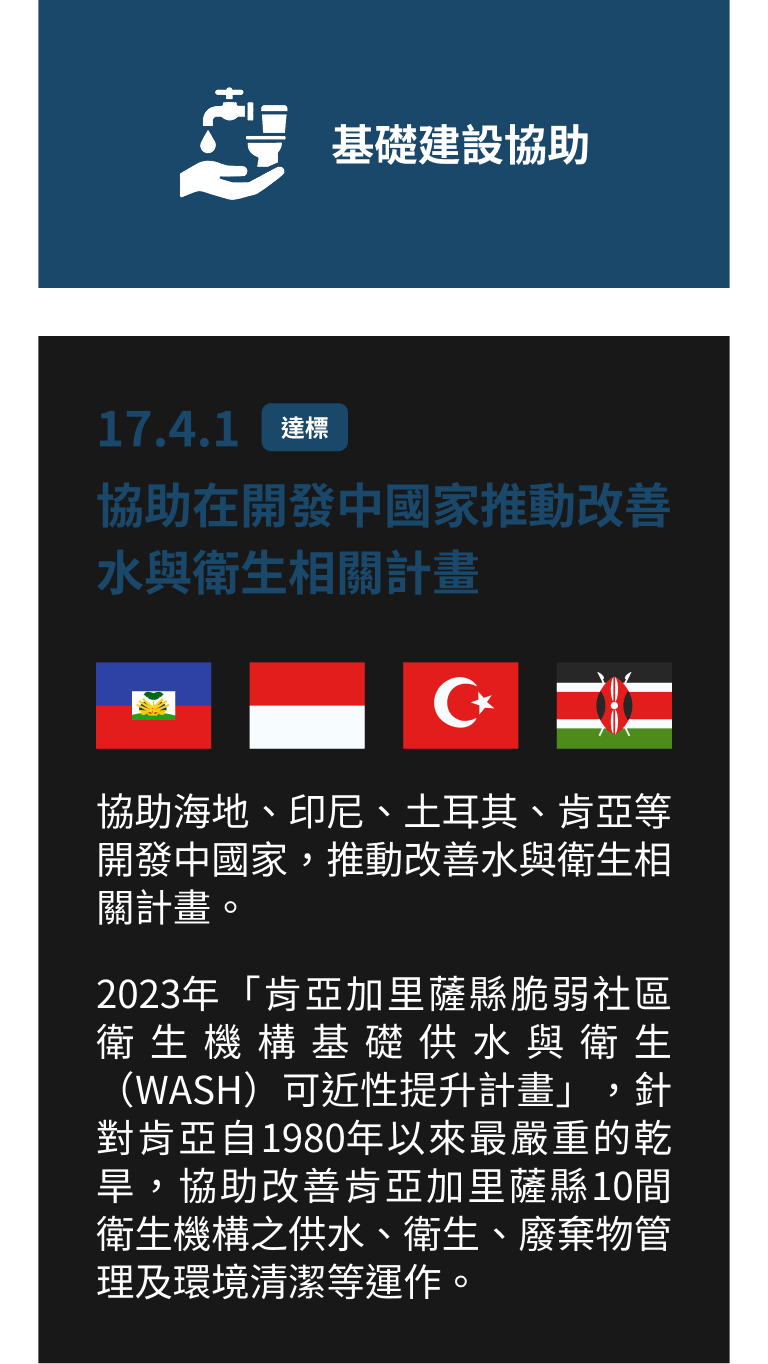 基礎建設協助
17.4.1 達標
協助在開發中國家推動改善
水與衛生相關計畫
協助海地、印尼、土耳其、肯亞等
開發中國家，推動改善水與衛生相
關計畫。
2023年「肯亞加里薩縣脆弱社區
衛生機構基礎供水與衛生
（WASH）可近性提升計畫」，針
對肯亞自1980年以來最嚴重的乾
旱，協助改善肯亞加里薩縣10間
衛生機構之供水、衛生、廢棄物管
理及環境清潔等運作。